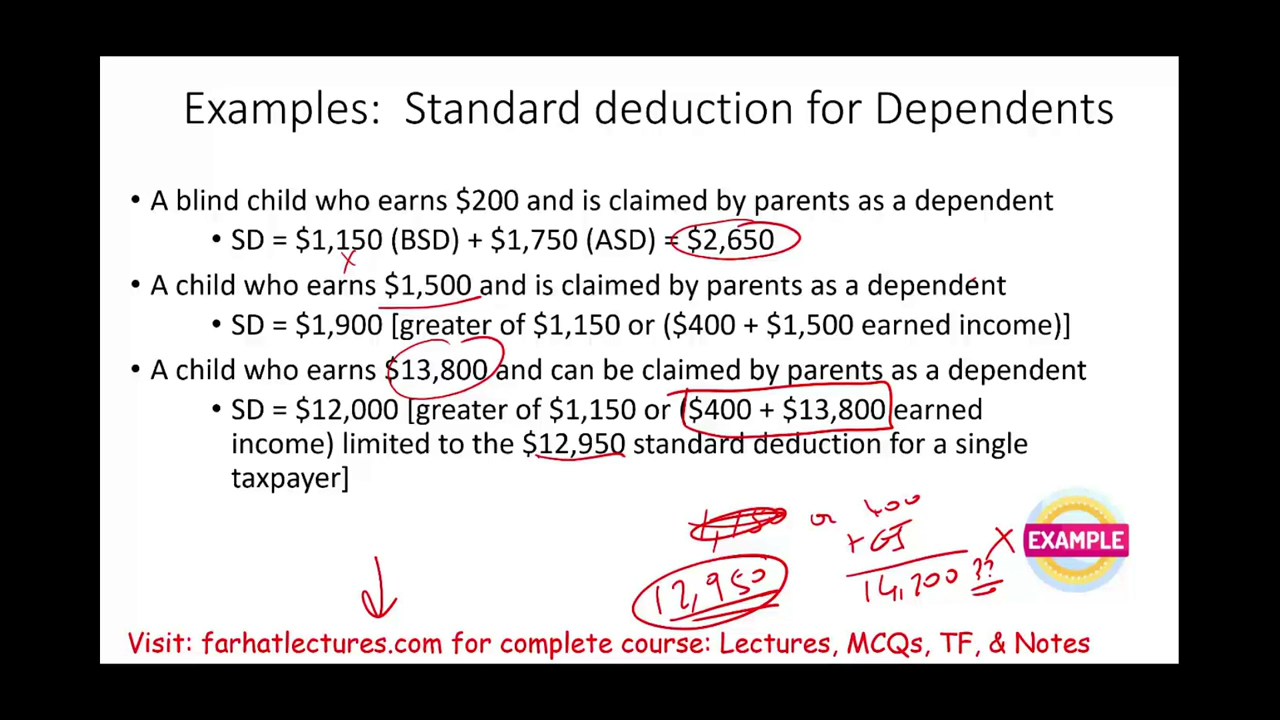 Examples: Standard deduction for Dependents
• A blind child who earns $200 and is claimed by parents as a dependent
• SD = $1,150 (BSD) + $1,750 (ASD) = $2,650
x
• A child who earns $1,500 and is claimed by parents as a dependent
• SD = $1,900 [greater of $1,150 or ($400 + $1,500 earned income)]
• A child who earns $13,800 and can be claimed by parents as a dependent
• SD = $12,000 [greater of $1,150 or ($400 + $13,800 earned
income) limited to the $12,950 standard deduction for a single
taxpayer]
or 400
+
12,950
14,200 ?? X
EXAMPLE
Visit: farhatlectures.com for complete course: Lectures, MCQs, TF, & Notes